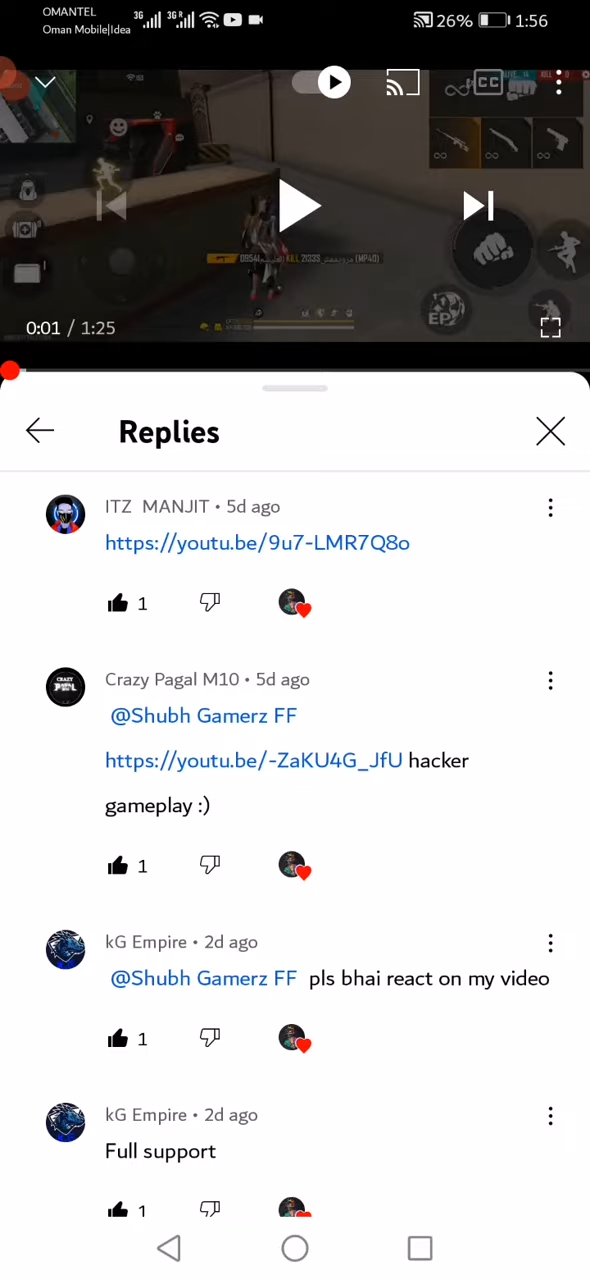 OMANTEL
Oman Mobile|Idea
3G
3G R
26%
1:56
CC
EP
0:01 / 1:25
Replies
ITZ MANJIT • 5d ago
https://youtu.be/9u7-LMR7Q8o
1
Crazy Pagal M10 • 5d ago
@Shubh Gamerz FF
https://youtu.be/-ZaKU4G_JfU hacker
gameplay :)
1
kG Empire • 2d ago
@Shubh Gamerz FF pls bhai react on my video
1
kG Empire • 2d ago
Full support
1